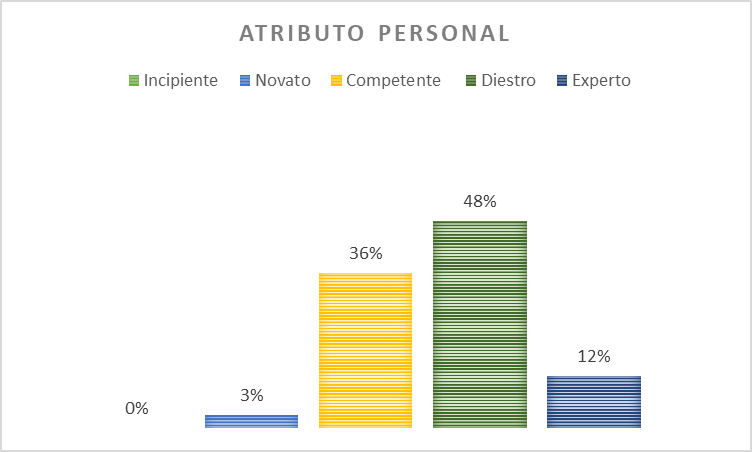 ATRIBUTO PERSONAL
Incipiente Novato Competente Diestro Experto
48%
36%
12%
3%
0%